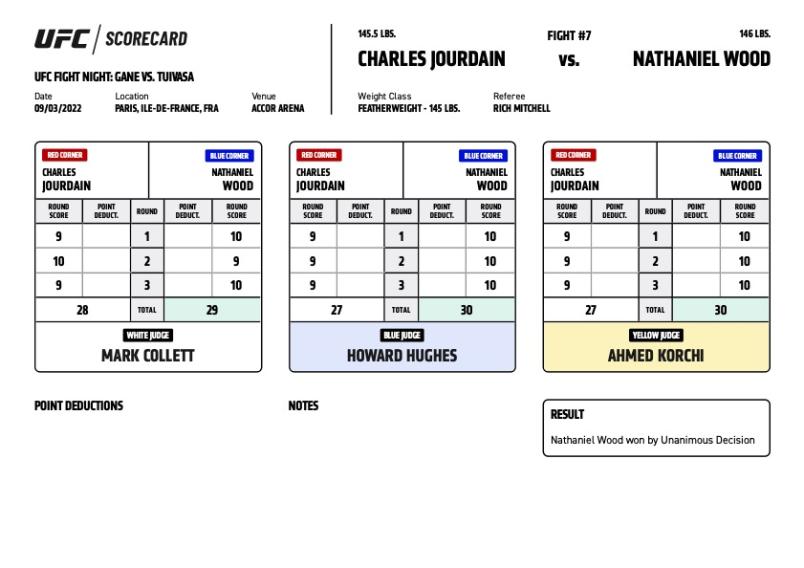 UFC / SCORECARD
UFC FIGHT NIGHT: GANE VS. TUIVASA
Date Location Venue
09/03/2022 PARIS, ILE-DE-FRANCE, FRA ACCOR ARENA
145.5 LBS. FIGHT #7 146 LBS.
CHARLES JOURDAIN VS. NATHANIEL WOOD
Weight Class Referee
FEATHERWEIGHT - 145 LBS. RICH MITCHELL
RED CORNER BLUE CORNER
CHARLES NATHANIEL
JOURDAIN WOOD
ROUND POINT ROUND POINT ROUND
SCORE DEDUCT. DEDUCT. SCORE
9 1 10
10 2 9
9 3 10
28 TOTAL 29
WHITE JUDGE
MARK COLLETT
RED CORNER BLUE CORNER
CHARLES NATHANIEL
JOURDAIN WOOD
ROUND POINT ROUND POINT ROUND
SCORE DEDUCT. DEDUCT. SCORE
9 1 10
9 2 10
9 3 10
27 TOTAL 30
BLUE JUDGE
HOWARD HUGHES
RED CORNER BLUE CORNER
CHARLES NATHANIEL
JOURDAIN WOOD
ROUND POINT ROUND POINT ROUND
SCORE DEDUCT. DEDUCT. SCORE
9 1 10
9 2 10
9 3 10
27 TOTAL 30
YELLOW JUDGE
AHMED KORCHI
POINT DEDUCTIONS
NOTES
RESULT
Nathaniel Wood won by Unanimous Decision